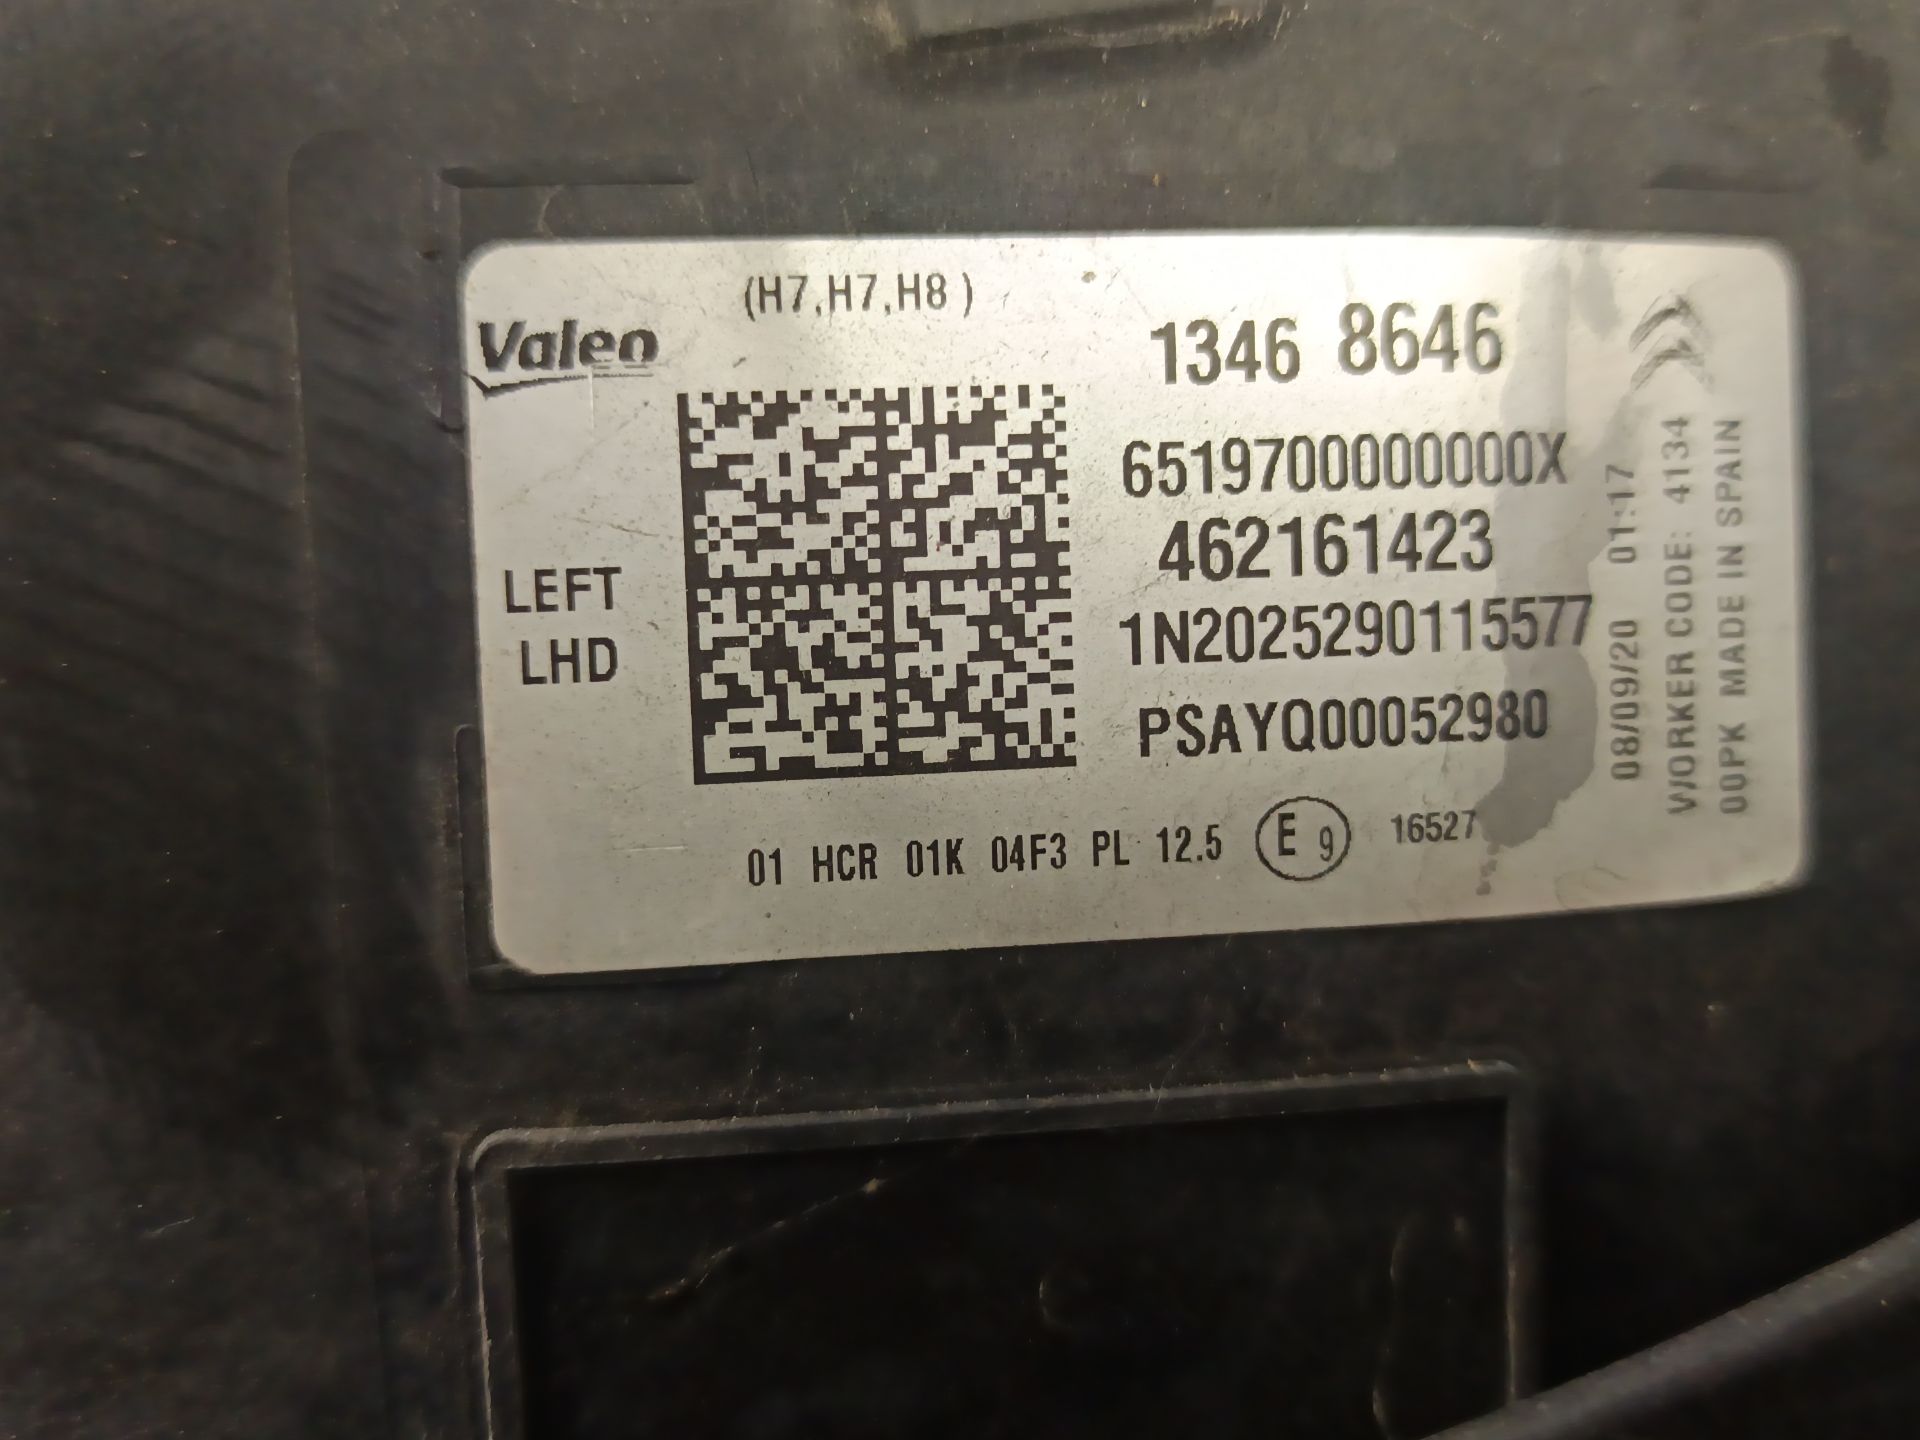 (H7,H7,H8)
Valeo
1346 8646
6519700000000X
462161423
LEFT
LHD
1N2025290115577
PSAYQ00052980
01 HCR 01K 04F3 PL 12.5 E 9 16527
08/09/20 01:17
WORKER CODE: 4134
00PK MADE IN SPAIN